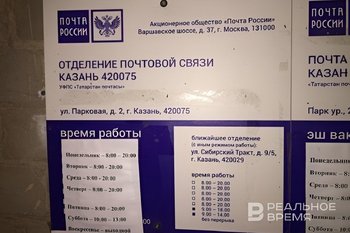 ПОЧТА
РОССИИ
Акционерное общество «Почта России»
Варшавское шоссе, д. 37, г. Москва, 131000
ПОЧТА
РОССИИ
ОТДЕЛЕНИЕ ПОЧТОВОЙ СВЯЗИ
КАЗАНЬ 420075
УФПС «Татарстан почтасы»
ул. Парковая, д. 2, г. Казань, 420075
Парк ур.,
время работы
Понедельник – 8:00 - 20:00
Вторник – 8:00 - 20:00
Среда – 8:00 - 20:00
Четверг – 8:00 - 20:00
Пятница – 8:00 - 20:00
Суббота – 10:00 - 13:00
Воскресенье – выходной
ближайшее отделение
(с иным режимом работы)
ул. Сибирский Тракт, д. 9/5,
г. Казань, 420029
8:00 – 20:00
8:00 – 20:00
8:00 – 20:00
8:00 – 20:00
8:00 – 20:00
9:00 – 18:00
9:00 – 14:00
без перерыва
эш вак
РЕАЛЬНОЕ
ВРЕМЯ